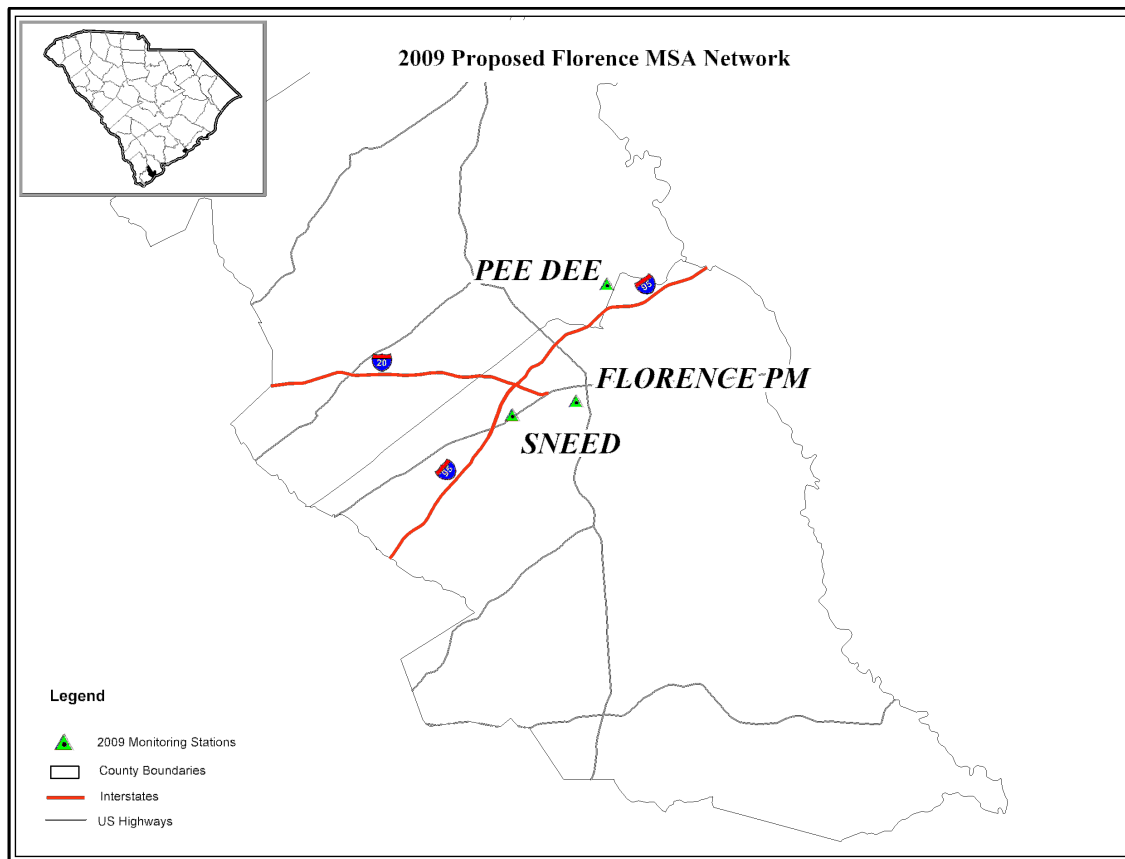 2009 Proposed Florence MSA Network
PEE DEE
95
20
FLORENCE PM
SNEED
95
Legend
2009 Monitoring Stations
County Boundaries
Interstates
US Highways